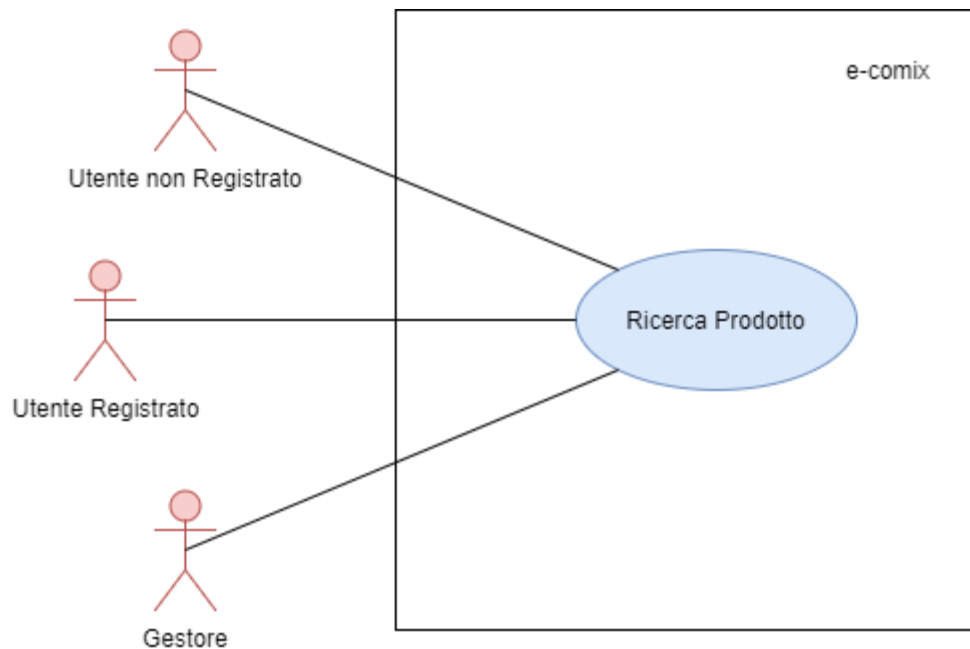 e-comix
Utente non Registrato
Ricerca Prodotto
Utente Registrato
Gestore